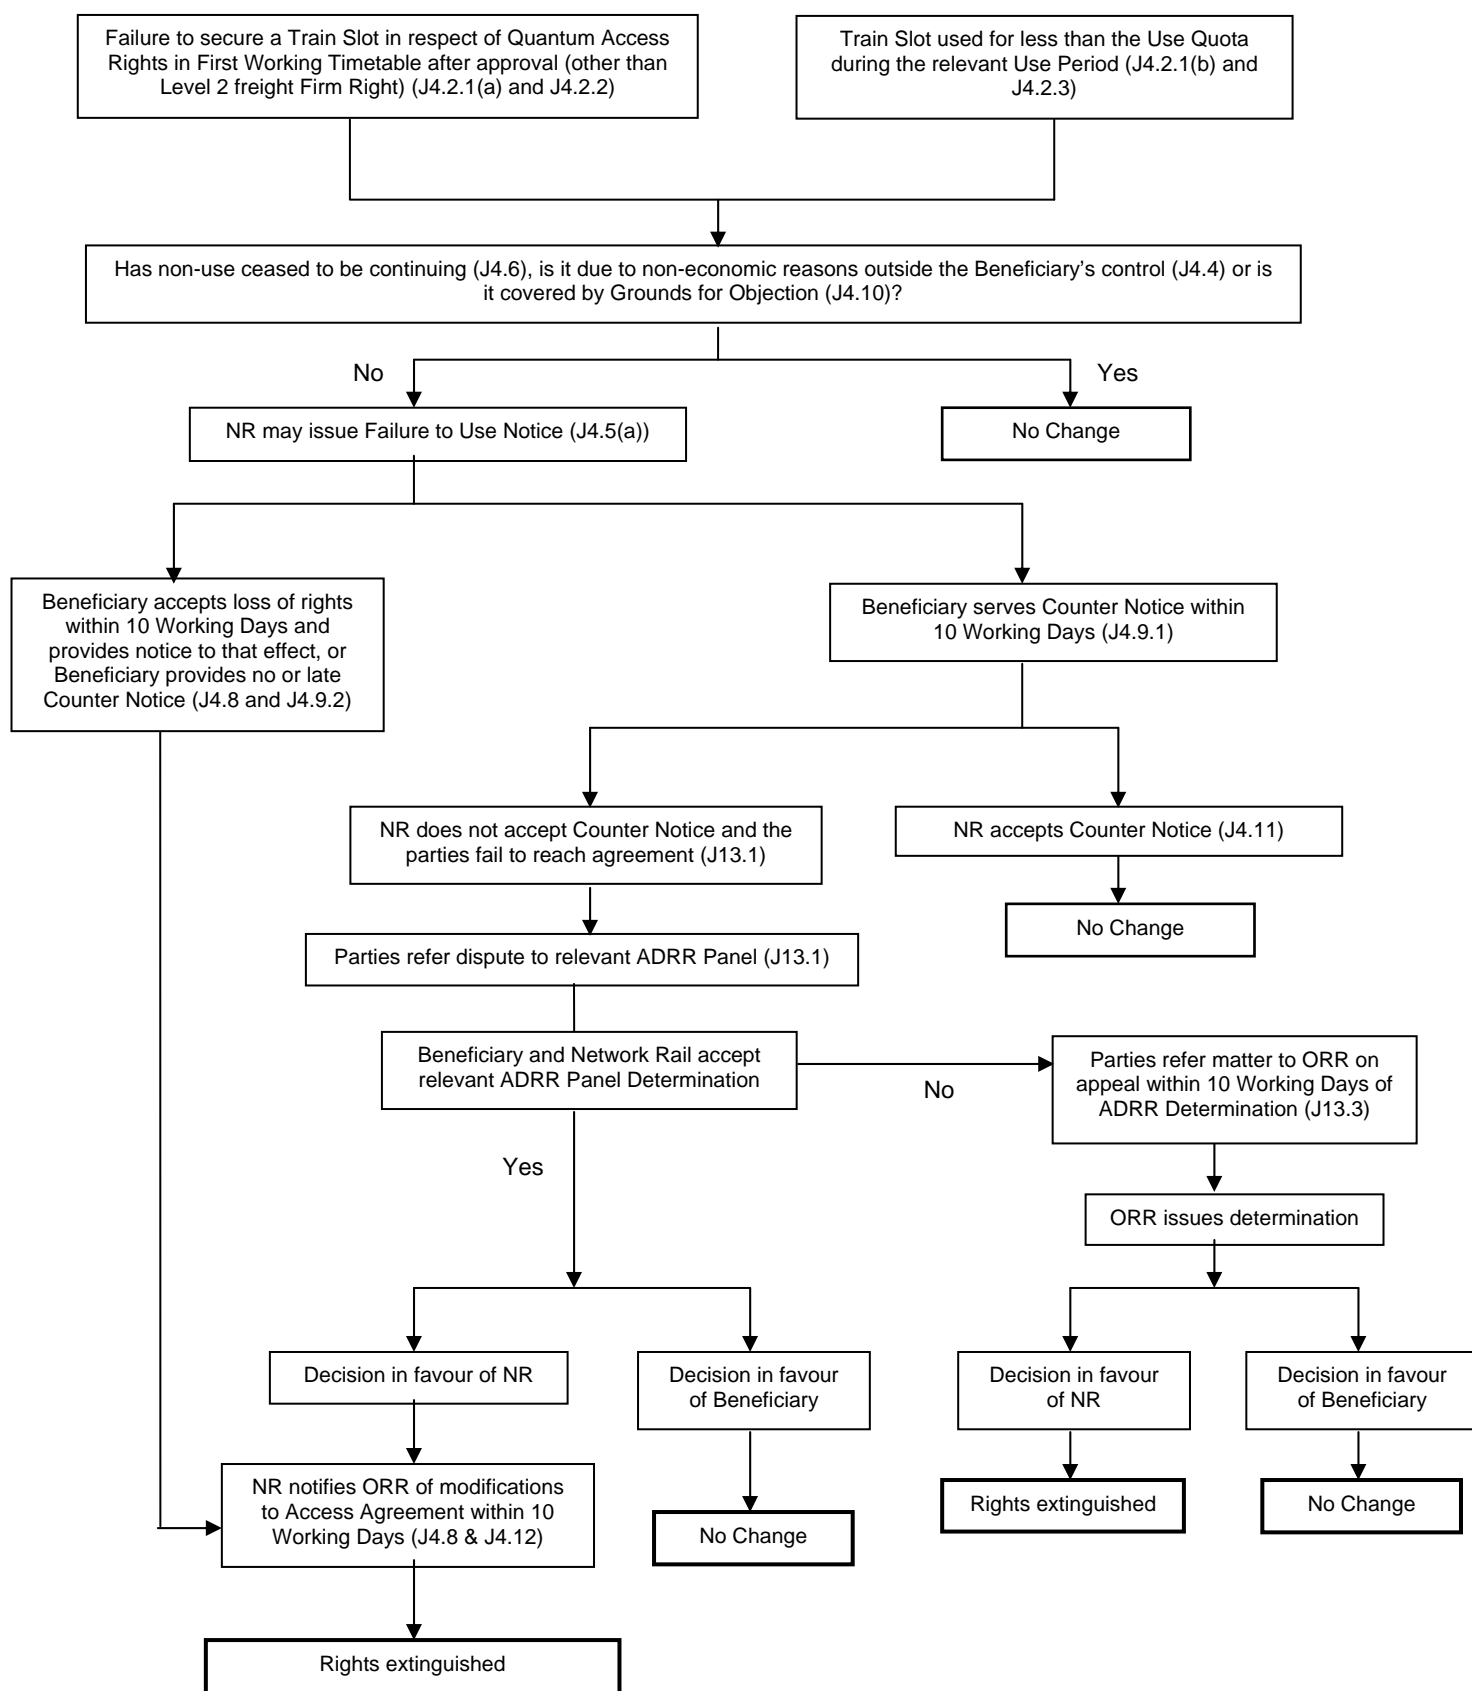 Failure to secure a Train Slot in respect of Quantum Access
Rights in First Working Timetable after approval (other than
Level 2 freight Firm Right) (J4.2.1(a) and J4.2.2)
Train Slot used for less than the Use Quota
during the relevant Use Period (J4.2.1(b) and
J4.2.3)
Has non-use ceased to be continuing (J4.6), is it due to non-economic reasons outside the Beneficiary's control (J4.4) or is
it covered by Grounds for Objection (J4.10)?
No
Yes
NR may issue Failure to Use Notice (J4.5(a))
No Change
Beneficiary accepts loss of rights
within 10 Working Days and
provides notice to that effect, or
Beneficiary provides no or late
Counter Notice (J4.8 and J4.9.2)
Beneficiary serves Counter Notice within
10 Working Days (J4.9.1)
NR does not accept Counter Notice and the
parties fail to reach agreement (J13.1)
NR accepts Counter Notice (J4.11)
No Change
Parties refer dispute to relevant ADRR Panel (J13.1)
Beneficiary and Network Rail accept
relevant ADRR Panel Determination
No
Parties refer matter to ORR on
appeal within 10 Working Days of
ADRR Determination (J13.3)
Yes
ORR issues determination
Decision in favour of NR
Decision in favour
of Beneficiary
Decision in favour
of NR
Decision in favour
of Beneficiary
NR notifies ORR of modifications
to Access Agreement within 10
Working Days (J4.8 & J4.12)
No Change
Rights extinguished
No Change
Rights extinguished